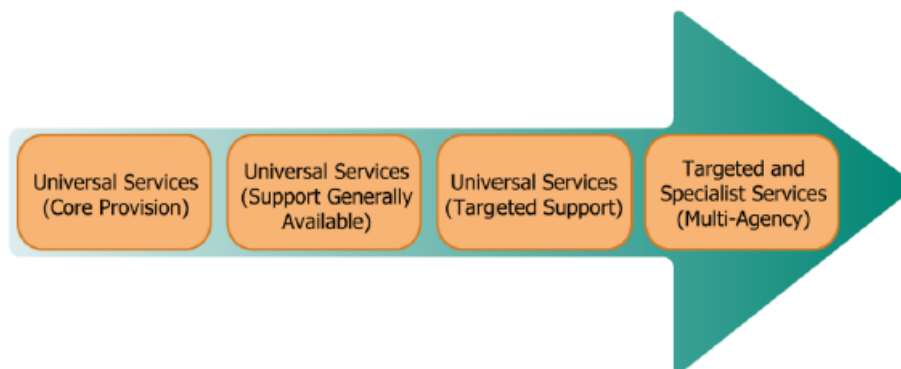 Universal Services
(Core Provision)
Universal Services
(Support Generally
Available)
Universal Services
(Targeted Support)
Targeted and
Specialist Services
(Multi-Agency)